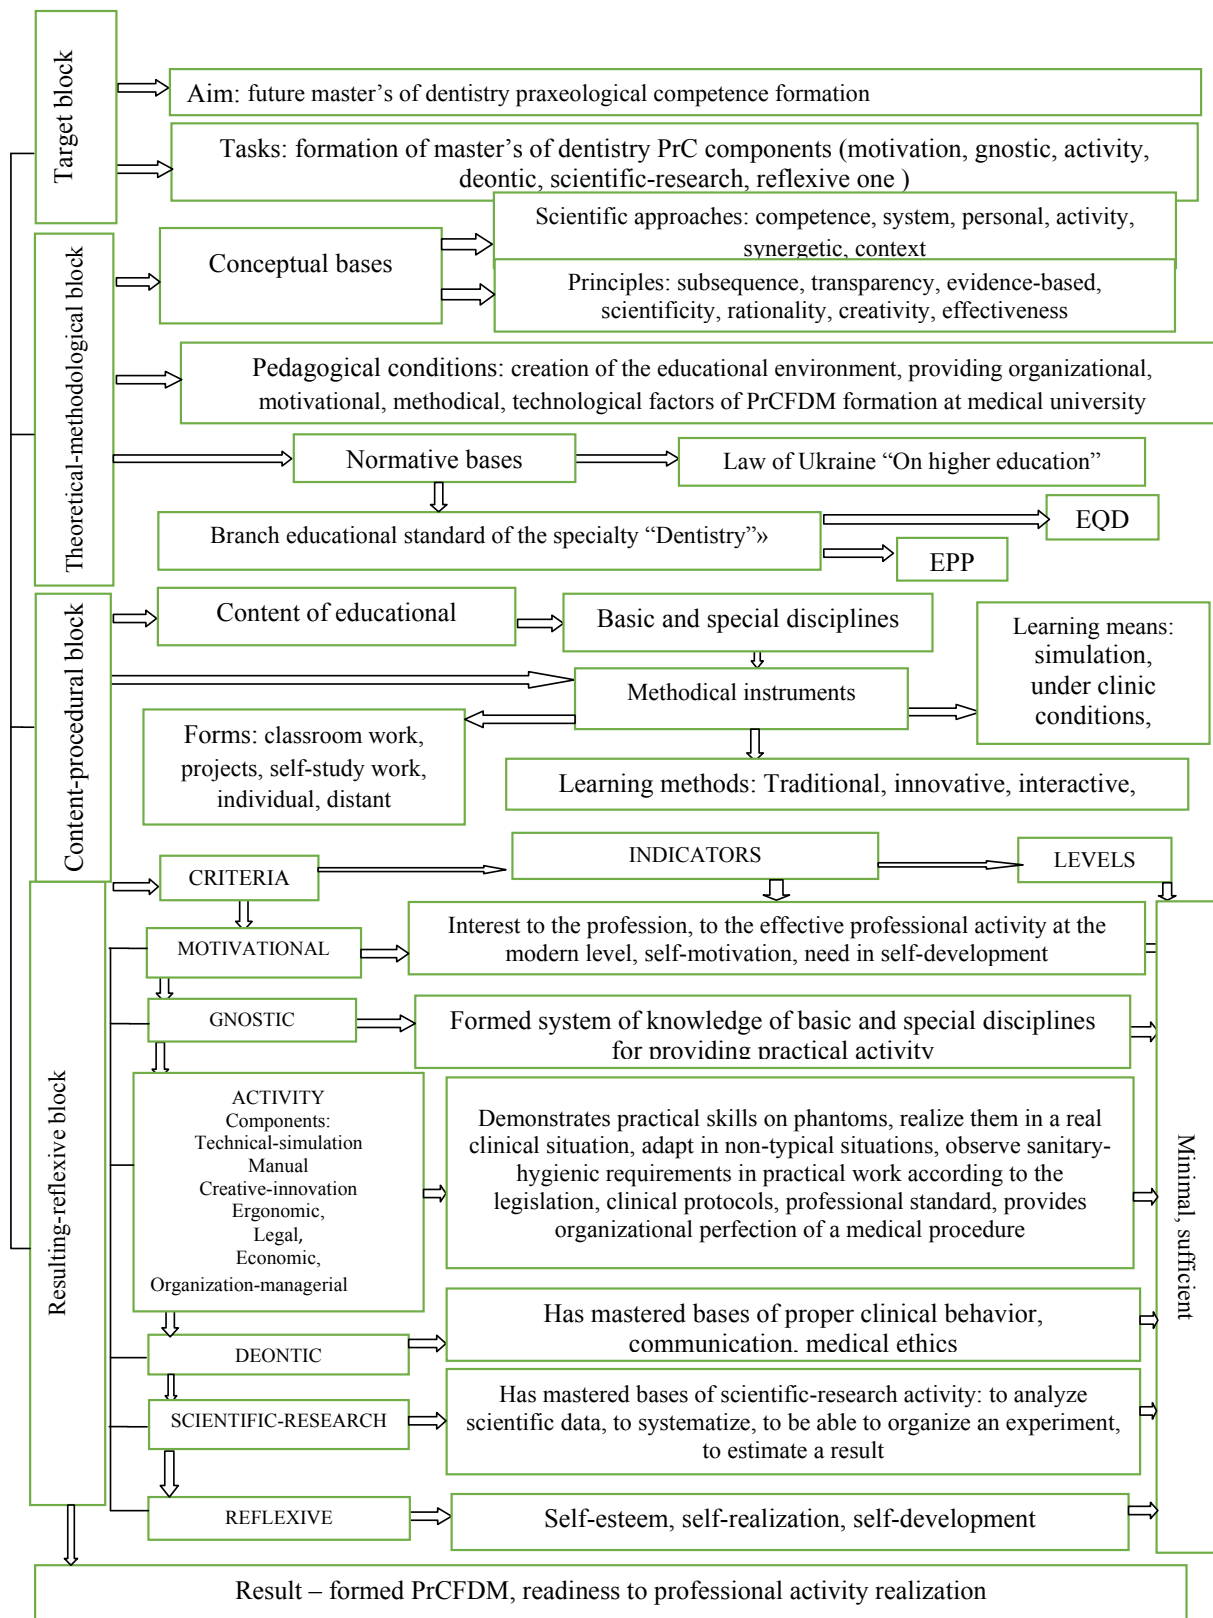 Target block
Aim: future master's of dentistry praxeological competence formation
Tasks: formation of master's of dentistry PrC components (motivation, gnostic, activity,
deontic, scientific-research, reflexive one )
Theoretical-methodological block
Conceptual bases
Scientific approaches: competence, system, personal, activity,
synergetic, context
Principles: subsequence, transparency, evidence-based,
scientificity, rationality, creativity, effectiveness
Pedagogical conditions: creation of the educational environment, providing organizational,
motivational, methodical, technological factors of PrCFDM formation at medical university
Normative bases
Law of Ukraine “On higher education”
Branch educational standard of the specialty “Dentistry”»
EQD
EPP
Content-procedural block
Content of educational
Basic and special disciplines
Learning means:
simulation,
under clinic
conditions,
Methodical instruments
Forms: classroom work,
projects, self-study work,
individual, distant
Learning methods: Traditional, innovative, interactive,
Resulting-reflexive block
CRITERIA
INDICATORS
LEVELS
MOTIVATIONAL
Interest to the profession, to the effective professional activity at the
modern level, self-motivation, need in self-development
GNOSTIC
Formed system of knowledge of basic and special disciplines
for providing practical activity
ACTIVITY
Components:
Technical-simulation
Manual
Creative-innovation
Ergonomic,
Legal,
Economic,
Organization-managerial
Demonstrates practical skills on phantoms, realize them in a real
clinical situation, adapt in non-typical situations, observe sanitary-
hygienic requirements in practical work according to the
legislation, clinical protocols, professional standard, provides
organizational perfection of a medical procedure
Minimal, sufficient
DEONTIC
Has mastered bases of proper clinical behavior,
communication, medical ethics
SCIENTIFIC-RESEARCH
Has mastered bases of scientific-research activity: to analyze
scientific data, to systematize, to be able to organize an experiment,
to estimate a result
REFLEXIVE
Self-esteem, self-realization, self-development
Result – formed PrCFDM, readiness to professional activity realization